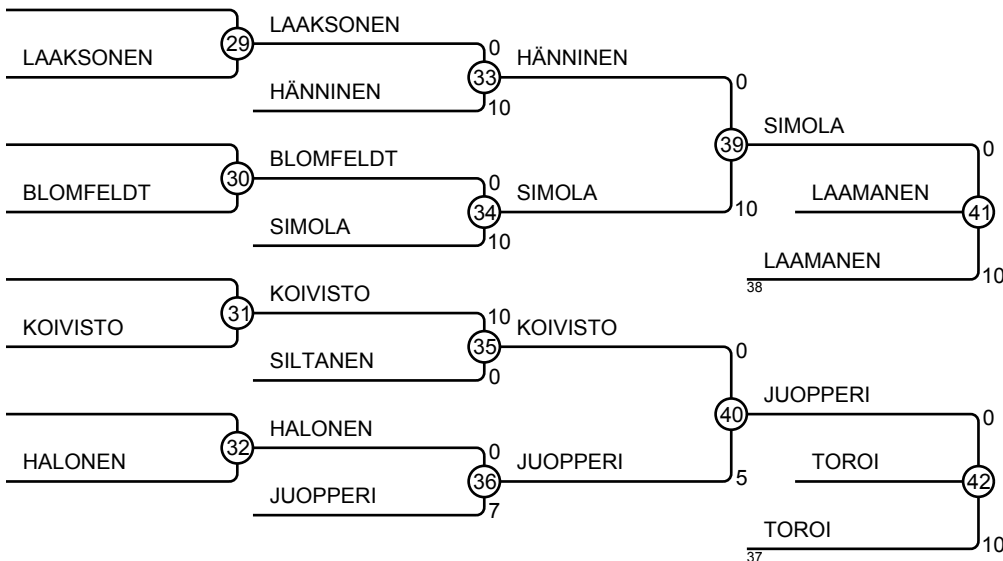 LAAKSONEN
29
LAAKSONEN
0
33
HÄNNINEN
10
HÄNNINEN
0
BLOMFELDT
30
BLOMFELDT
0
34
SIMOLA
10
SIMOLA
10
39
SIMOLA
0
LAAMANEN
41
LAAMANEN
38
10
KOIVISTO
31
KOIVISTO
10
35
SILTANEN
0
KOIVISTO
0
HALONEN
32
HALONEN
0
36
JUOPPERI
7
JUOPPERI
5
40
JUOPPERI
0
TOROI
42
TOROI
37
10